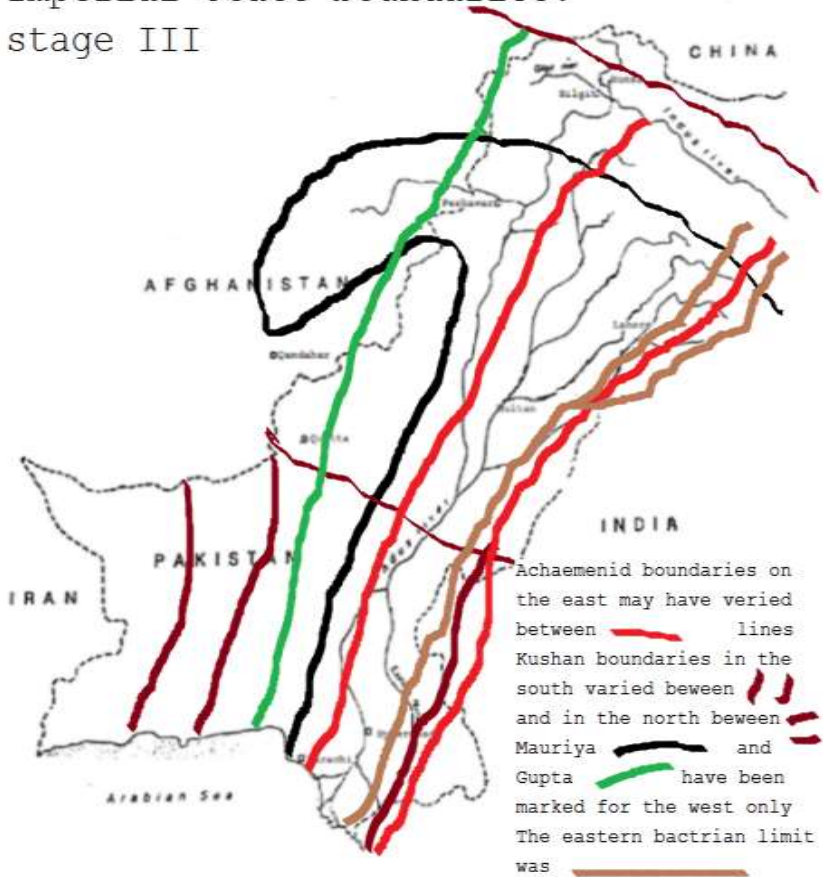 stage III
CHINA
Gilgit
Peshawar
AFGHANISTAN
Lahore
Qandahar
Multan
Quetta
INDIA
PAKISTAN
IRAN
Karachi
Arabian Sea
Achaemenid boundaries on
the east may have veried
between lines
Kushan boundaries in the
south varied beween
and in the north beween
Mauriya and
Gupta have been
marked for the west only
The eastern bactrian limit
was